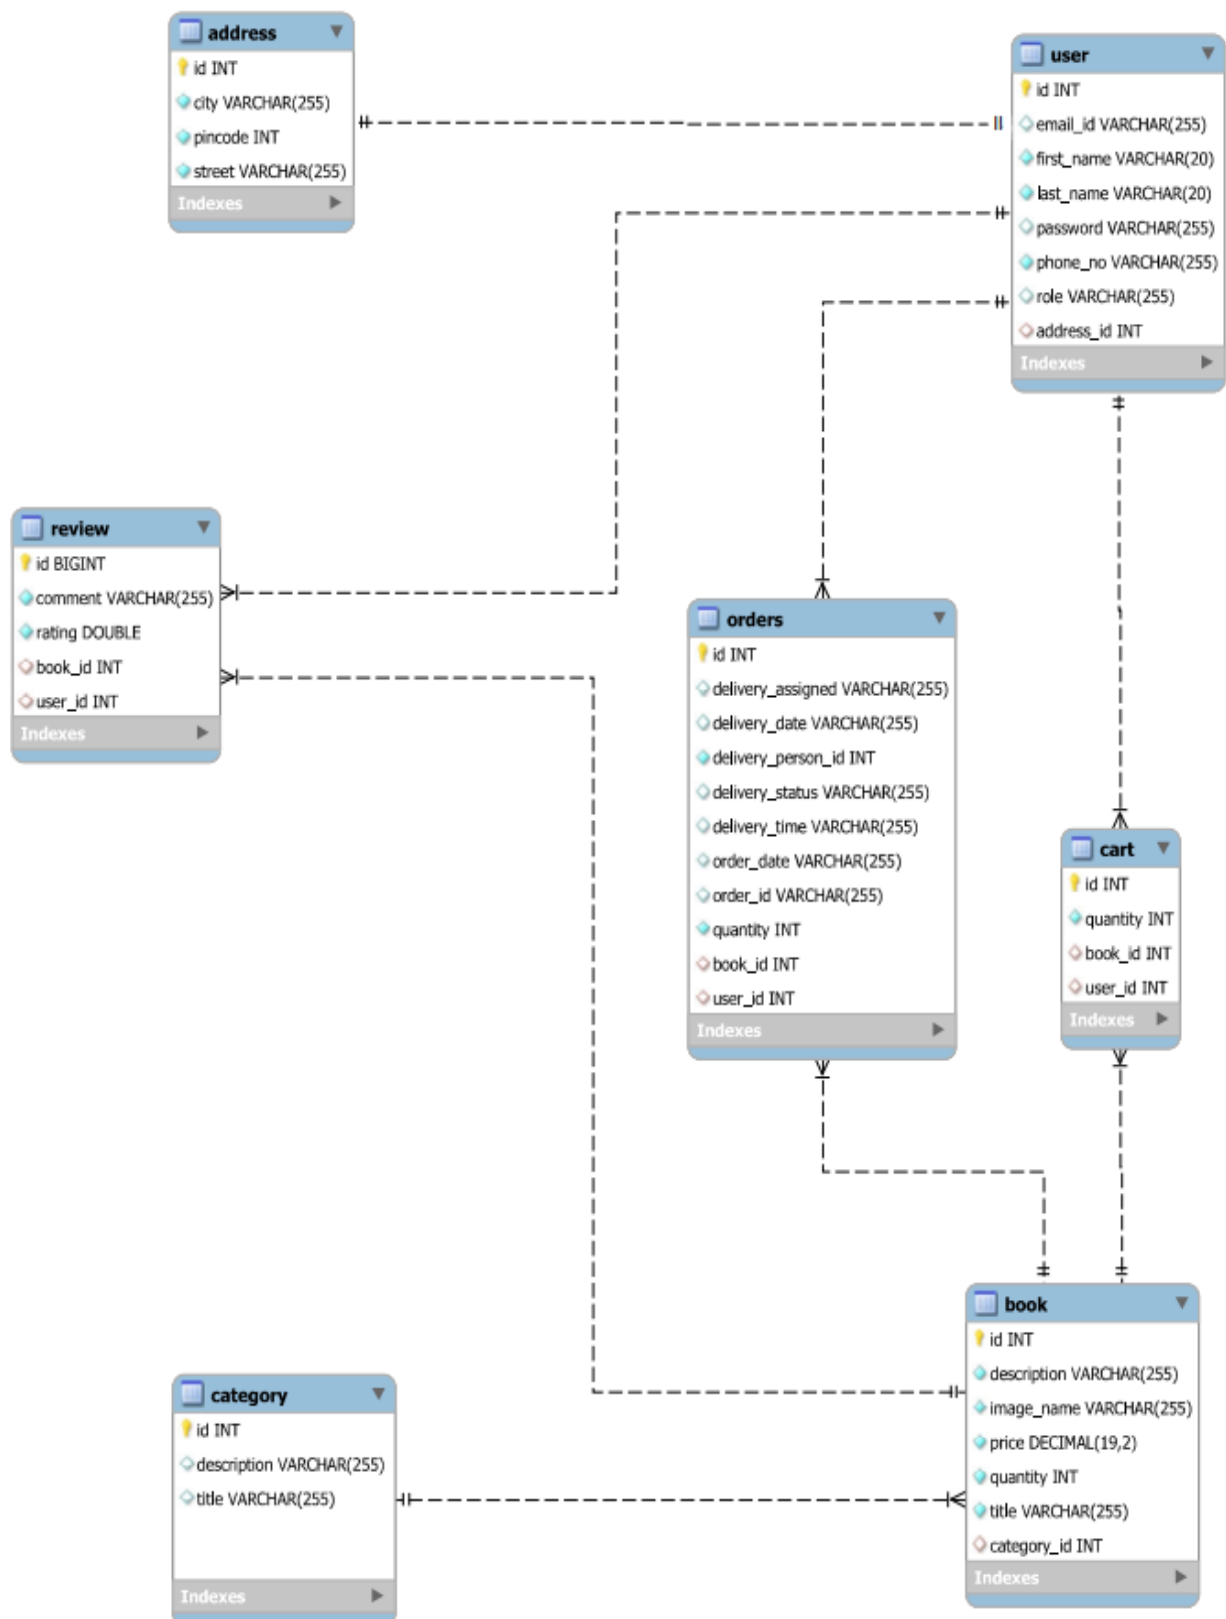 address
id INT
city VARCHAR(255)
pincode INT
street VARCHAR(255)
Indexes
user
id INT
email_id VARCHAR(255)
first_name VARCHAR(20)
last_name VARCHAR(20)
password VARCHAR(255)
phone_no VARCHAR(255)
role VARCHAR(255)
address_id INT
Indexes
review
id BIGINT
comment VARCHAR(255)
rating DOUBLE
book_id INT
user_id INT
Indexes
orders
id INT
delivery_assigned VARCHAR(255)
delivery_date VARCHAR(255)
delivery_person_id INT
delivery_status VARCHAR(255)
delivery_time VARCHAR(255)
order_date VARCHAR(255)
order_id VARCHAR(255)
quantity INT
book_id INT
user_id INT
Indexes
cart
id INT
quantity INT
book_id INT
user_id INT
Indexes
book
id INT
description VARCHAR(255)
image_name VARCHAR(255)
price DECIMAL(19,2)
quantity INT
title VARCHAR(255)
category_id INT
Indexes
category
id INT
description VARCHAR(255)
title VARCHAR(255)
Indexes